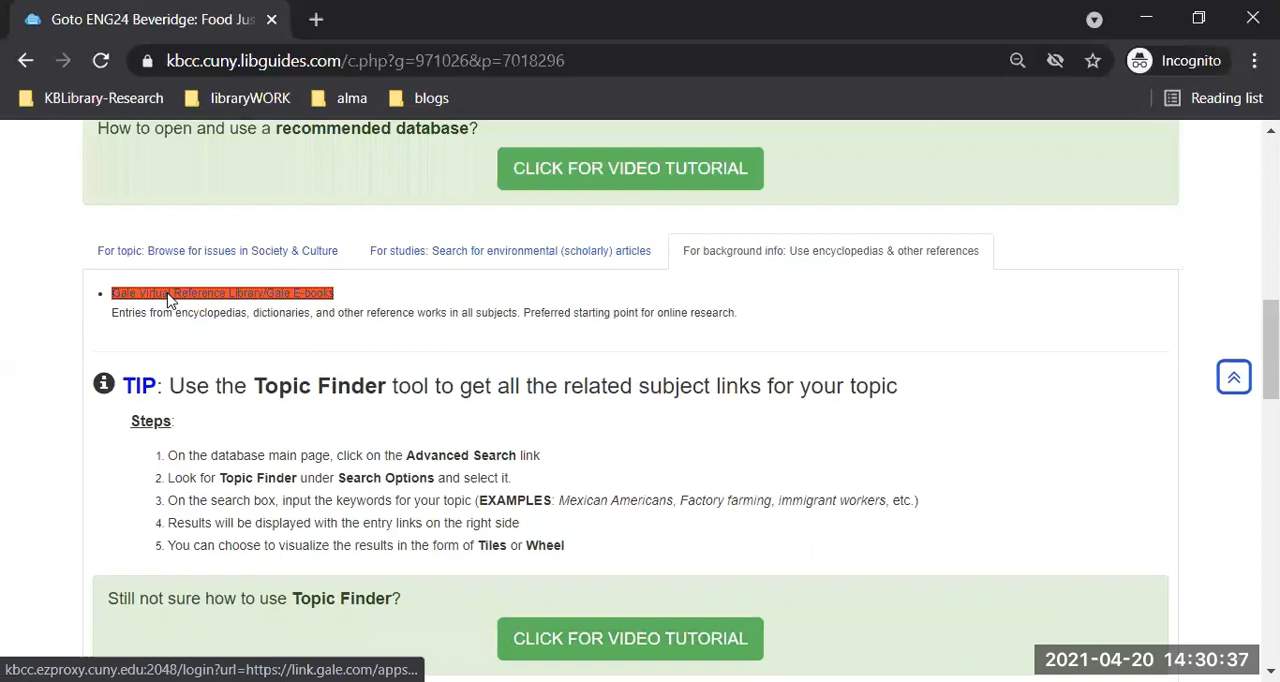 Goto ENG24 Beveridge: Food Jus
kbcc.cuny.libguides.com/c.php?g=971026&p=7018296
Incognito
KBLibrary-Research
libraryWORK
alma
blogs
Reading list
How to open and use a recommended database?
CLICK FOR VIDEO TUTORIAL
For topic: Browse for issues in Society & Culture
For studies: Search for environmental (scholarly) articles
For background info: Use encyclopedias & other references
Gale Virtual Reference Library/Gale E-books
Entries from encyclopedias, dictionaries, and other reference works in all subjects. Preferred starting point for online research.
TIP: Use the Topic Finder tool to get all the related subject links for your topic
Steps:
1. On the database main page, click on the Advanced Search link
2. Look for Topic Finder under Search Options and select it.
3. On the search box, input the keywords for your topic (EXAMPLES: Mexican Americans, Factory farming, immigrant workers, etc.)
4. Results will be displayed with the entry links on the right side
5. You can choose to visualize the results in the form of Tiles or Wheel
Still not sure how to use Topic Finder?
CLICK FOR VIDEO TUTORIAL
kbcc.ezproxy.cuny.edu:2048/login?url=https://link.gale.com/apps...
2021-04-20 14:30:37